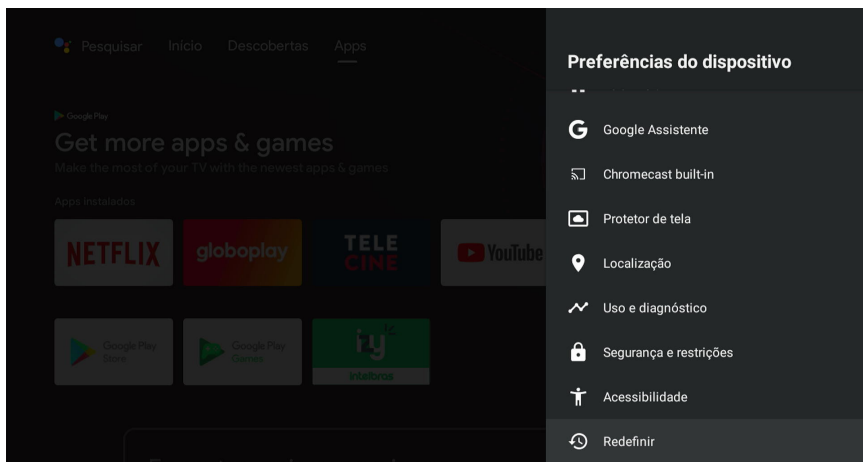 Pesquisar Início Descobertas Apps
Google Play
Get more apps & games
Make the most of your TV with the newest apps & games
Apps instalados
NETFLIX globoplay TELE CINE YouTube
Google Play Store
Google Play Games
izy
intelbras
Preferências do dispositivo
Google Assistente
Chromecast built-in
Protetor de tela
Localização
Uso e diagnóstico
Segurança e restrições
Acessibilidade
Redefinir